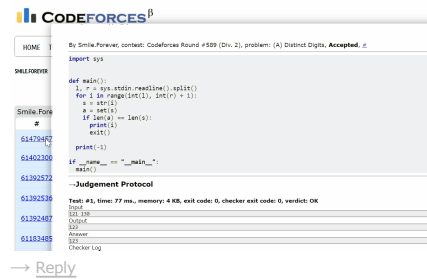 CODEFORCES β
HOME T
SMILE.FOREVER
By Smile.Forever, contest: Codeforces Round #589 (Div. 2), problem: (A) Distinct Digits, Accepted, #
import sys
def main():
l, r = sys.stdin.readline().split()
for i in range(int(l), int(r) + 1):
s = str(i)
a = set(s)
if len(a) == len(s):
print(i)
exit()
print(-1)
if __name__ == "__main__":
main()
Smile.Fore
#
61479457
61402300
61392572
61392536
61392487
61183485
→Judgement Protocol
Test: #1, time: 77 ms., memory: 4 KB, exit code: 0, checker exit code: 0, verdict: OK
Input
121 130
Output
123
Answer
123
Checker Log
→ Reply